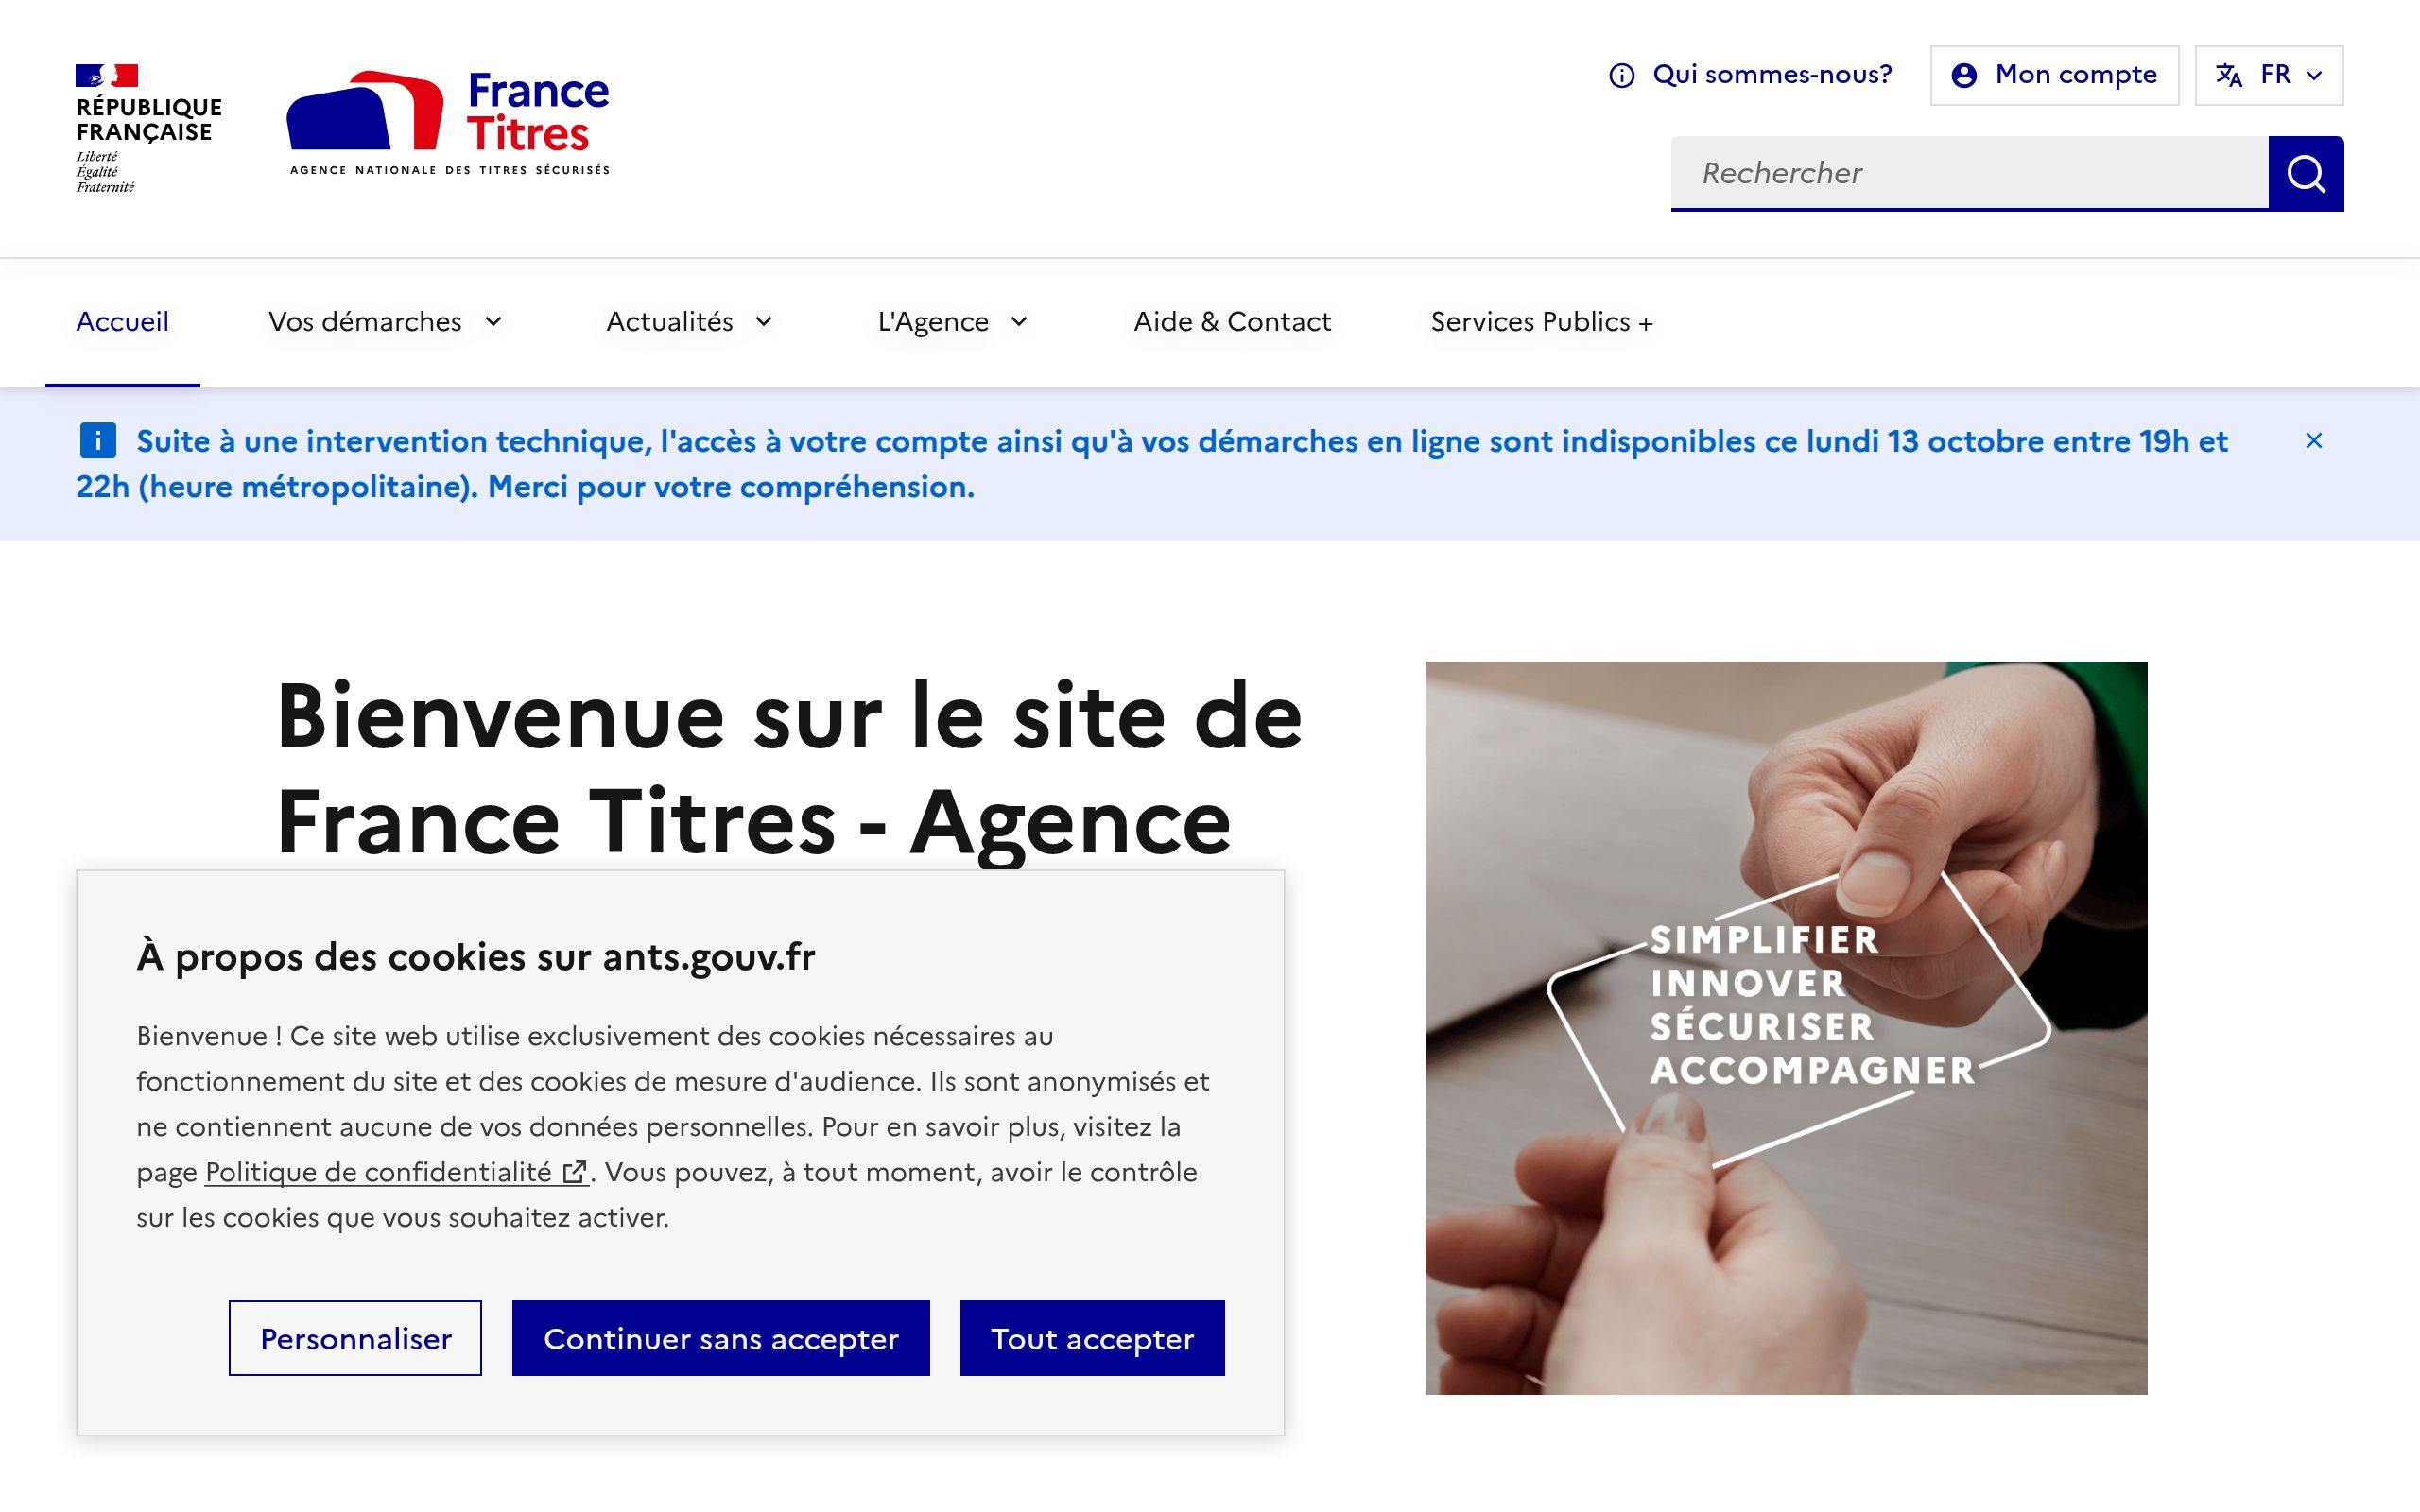 RÉPUBLIQUE
FRANÇAISE
Liberté
Égalité
Fraternité
France
Titres
AGENCE NATIONALE DES TITRES SÉCURISÉS
Qui sommes-nous?
Mon compte
FR
Rechercher
Accueil
Vos démarches
Actualités
L'Agence
Aide & Contact
Services Publics +
Suite à une intervention technique, l'accès à votre compte ainsi qu'à vos démarches en ligne sont indisponibles ce lundi 13 octobre entre 19h et
22h (heure métropolitaine). Merci pour votre compréhension.
Bienvenue sur le site de
France Titres - Agence
SIMPLIFIER
INNOVER
SÉCURISER
ACCOMPAGNER
À propos des cookies sur ants.gouv.fr
Bienvenue ! Ce site web utilise exclusivement des cookies nécessaires au
fonctionnement du site et des cookies de mesure d'audience. Ils sont anonymisés et
ne contiennent aucune de vos données personnelles. Pour en savoir plus, visitez la
page Politique de confidentialité . Vous pouvez, à tout moment, avoir le contrôle
sur les cookies que vous souhaitez activer.
Personnaliser
Continuer sans accepter
Tout accepter